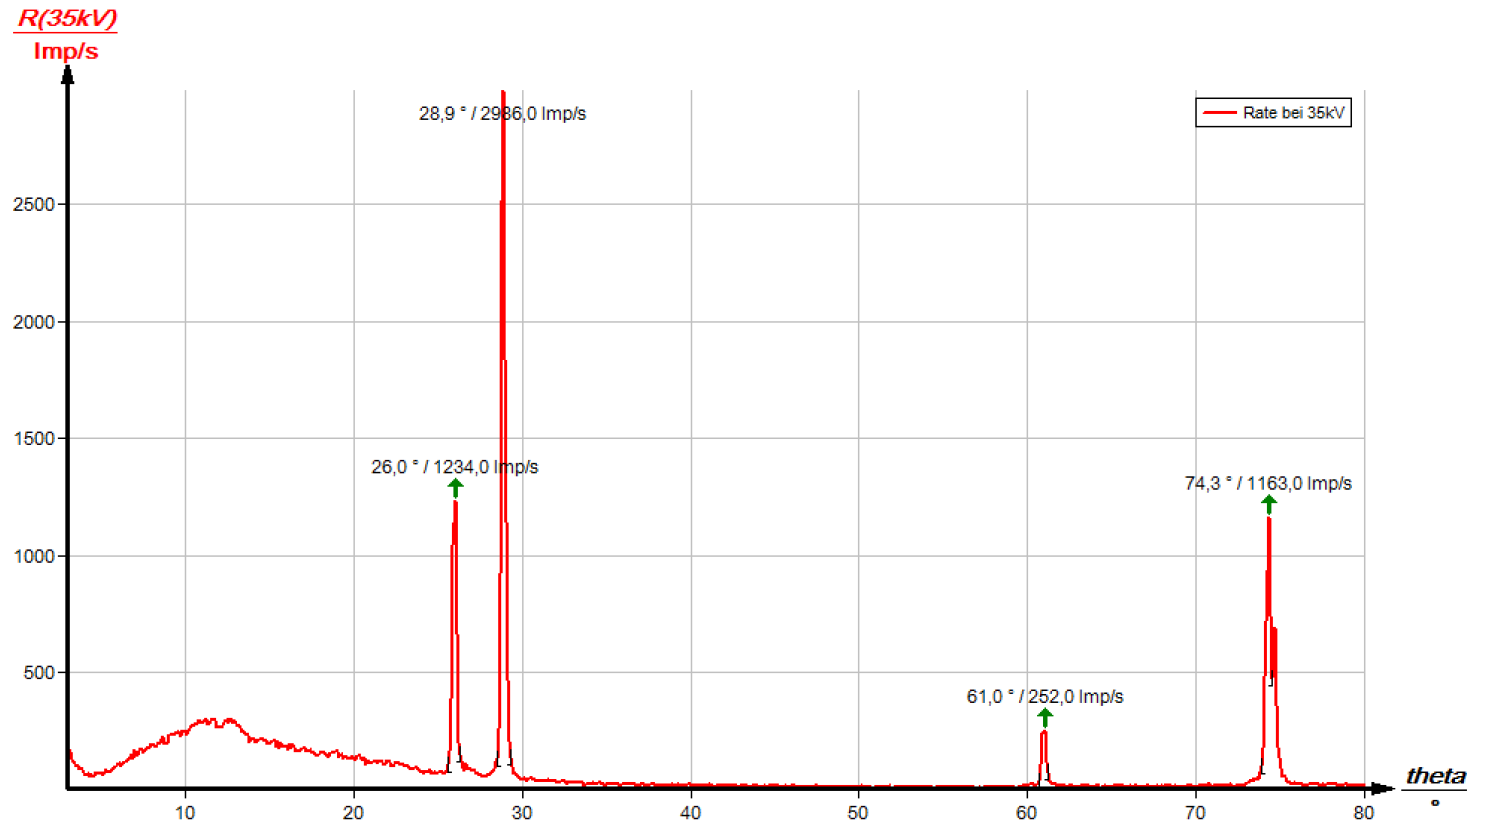 R(35kV)
Imp/s
28,9 ° / 2986,0 Imp/s
Rate bei 35kV
2500
2000
1500
26,0 ° / 1234,0 Imp/s
74,3 ° / 1163,0 Imp/s
1000
500
61,0 ° / 252,0 Imp/s
theta
°
10 20 30 40 50 60 70 80